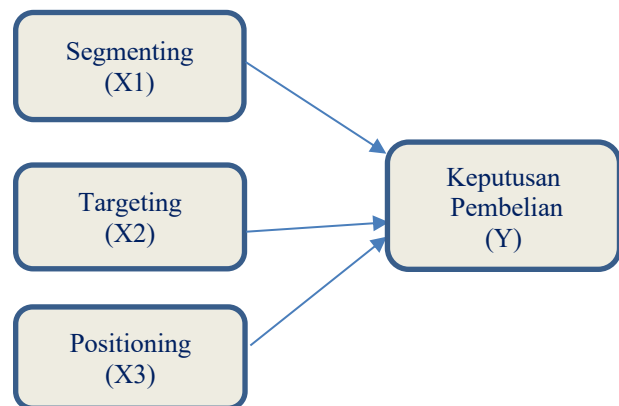 Segmenting
(X1)
Targeting
(X2)
Positioning
(X3)
Keputusan
Pembelian
(Y)